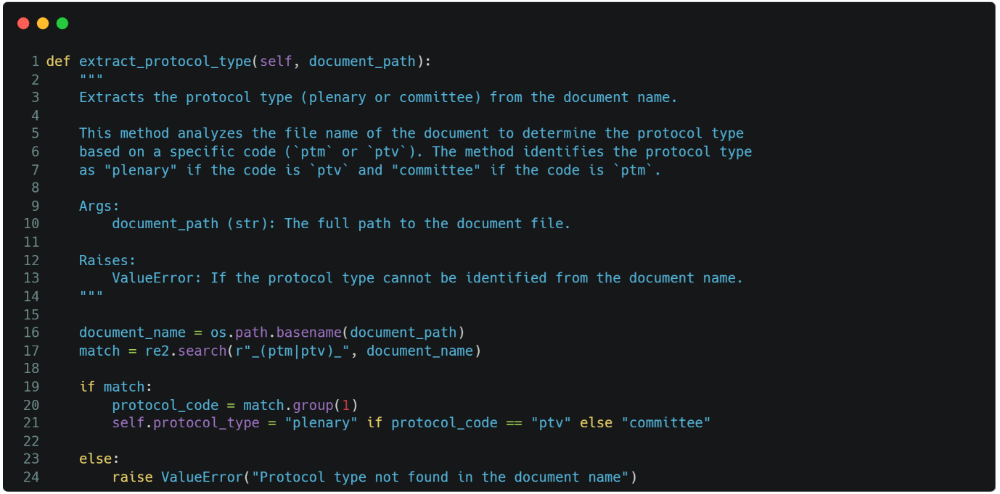 1 def extract_protocol_type(self, document_path):
2     """
3     Extracts the protocol type (plenary or committee) from the document name.
4
5     This method analyzes the file name of the document to determine the protocol type
6     based on a specific code (`ptm` or `ptv`). The method identifies the protocol type
7     as "plenary" if the code is `ptv` and "committee" if the code is `ptm`.
8
9     Args:
10         document_path (str): The full path to the document file.
11
12     Raises:
13         ValueError: If the protocol type cannot be identified from the document name.
14     """
15
16     document_name = os.path.basename(document_path)
17     match = re2.search(r"_(ptm|ptv)_", document_name)
18
19     if match:
20         protocol_code = match.group(1)
21         self.protocol_type = "plenary" if protocol_code == "ptv" else "committee"
22
23     else:
24         raise ValueError("Protocol type not found in the document name")